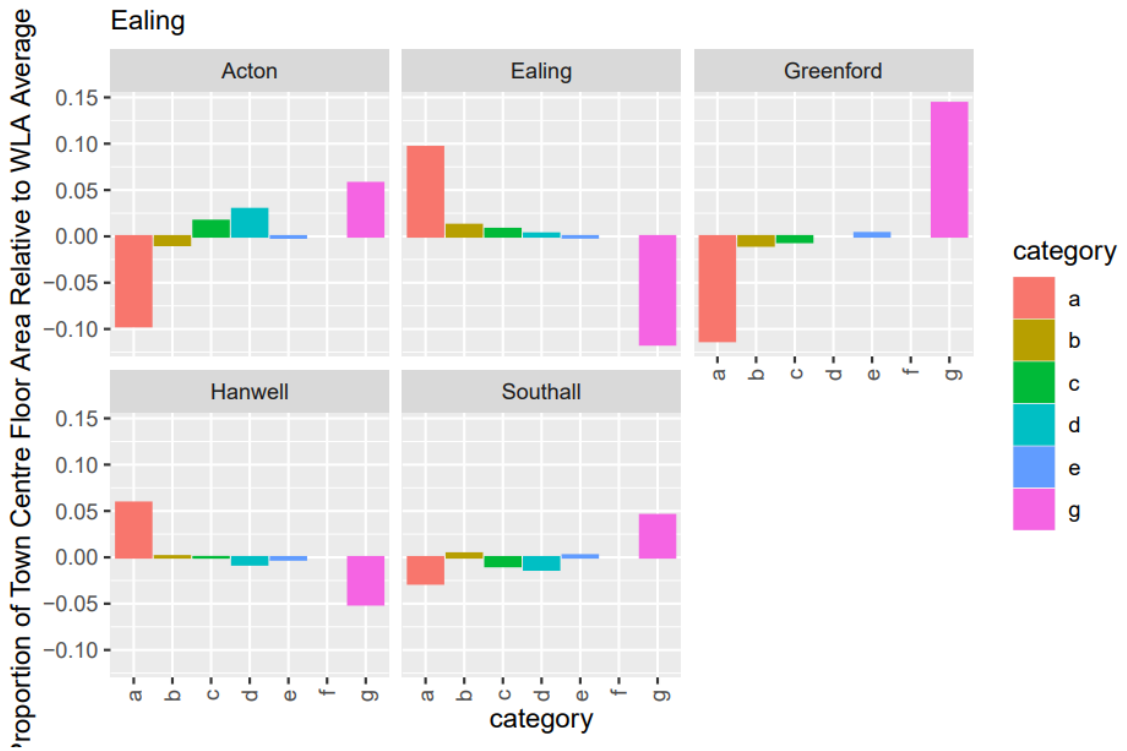 Ealing
Proportion of Town Centre Floor Area Relative to WLA Average
Acton
Ealing
Greenford
0.15
0.10
0.05
0.00
−0.05
−0.10
a b c d e f g
Hanwell
Southall
0.15
0.10
0.05
0.00
−0.05
−0.10
a b c d e f g
a b c d e f g
category
category
a
b
c
d
e
g